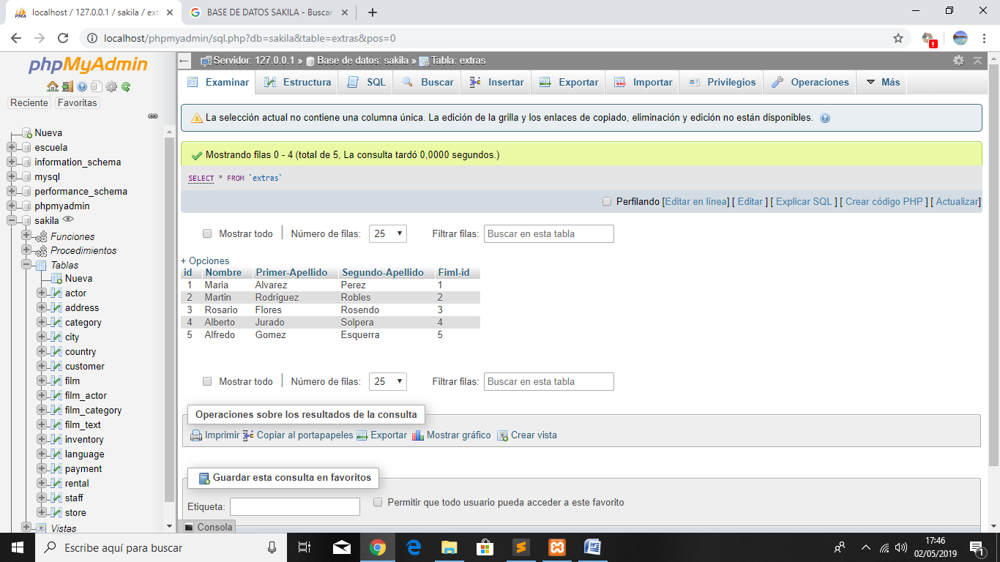 localhost / 127.0.0.1 / sakila / ext
BASE DE DATOS SAKILA - Buscar
localhost/phpmyadmin/sql.php?db=sakila&table=extras&pos=0
phpMyAdmin
Reciente Favoritas
Nueva
escuela
information_schema
mysql
performance_schema
phpmyadmin
sakila
Funciones
Procedimientos
Tablas
Nueva
actor
address
category
city
country
customer
film
film_actor
film_category
film_text
inventory
language
payment
rental
staff
store
Vistas
Servidor: 127.0.0.1 » Base de datos: sakila » Tabla: extras
Examinar Estructura SQL Buscar Insertar Exportar Importar Privilegios Operaciones Más
La selección actual no contiene una columna única. La edición de la grilla y los enlaces de copiado, eliminación y edición no están disponibles.
Mostrando filas 0 - 4 (total de 5, La consulta tardó 0,0000 segundos.)
SELECT * FROM `extras`
Perfilando [Editar en línea] [ Editar ] [ Explicar SQL ] [ Crear código PHP ] [ Actualizar]
Mostrar todo | Número de filas: 25 Filtrar filas: Buscar en esta tabla
+ Opciones
id Nombre Primer-Apellido Segundo-Apellido Fiml-id
1 Maria Alvarez Perez 1
2 Martin Rodriguez Robles 2
3 Rosario Flores Rosendo 3
4 Alberto Jurado Solpera 4
5 Alfredo Gomez Esquerra 5
Mostrar todo | Número de filas: 25 Filtrar filas: Buscar en esta tabla
Operaciones sobre los resultados de la consulta
Imprimir Copiar al portapapeles Exportar Mostrar gráfico Crear vista
Guardar esta consulta en favoritos
Etiqueta: Permitir que todo usuario pueda acceder a este favorito
Consola
Escribe aquí para buscar
17:46
02/05/2019
1